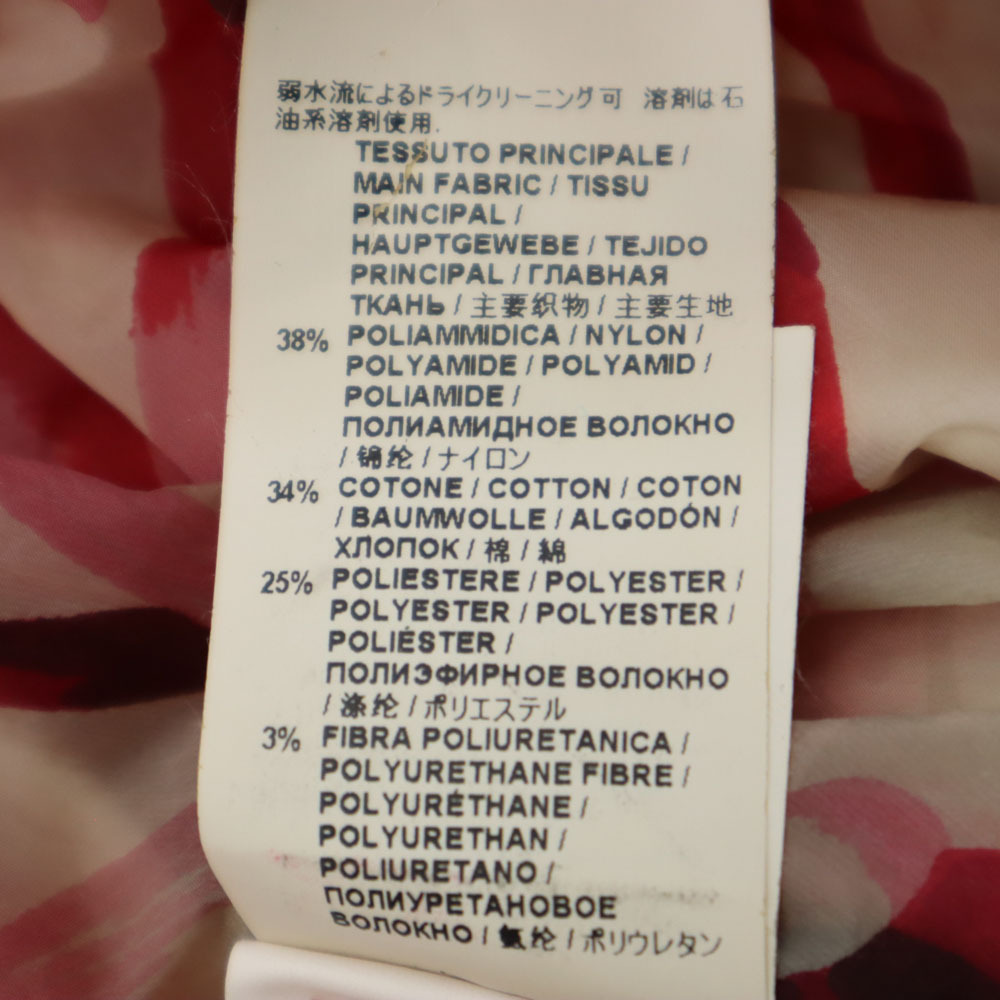 弱水流によるドライクリーニング可 溶剤は石
油系溶剤使用.
TESSUTO PRINCIPALE /
MAIN FABRIC / TISSU
PRINCIPAL /
HAUPTGEWEBE / TEJIDO
PRINCIPAL / ГЛАВНАЯ
ТКАНЬ / 主要织物 / 主要生地
38% POLIAMMIDICA / NYLON /
POLYAMIDE / POLYAMID /
POLIAMIDE /
ПОЛИАМИДНОЕ ВОЛОКНО
/ 锦纶 / ナイロン
34% COTONE / COTTON / COTON
/ BAUMWOLLE / ALGODÓN /
ХЛОПОК / 棉 / 綿
25% POLIESTERE / POLYESTER /
POLYESTER / POLYESTER /
POLIÉSTER /
ПОЛИЭФИРНОЕ ВОЛОКНО
/ 涤纶 / ポリエステル
3% FIBRA POLIURETANICA /
POLYURETHANE FIBRE /
POLYURÉTHANE /
POLYURETHAN /
POLIURETANO /
ПОЛИУРЕТАНОВОЕ
ВОЛОКНО / 氨纶 / ポリウレタン